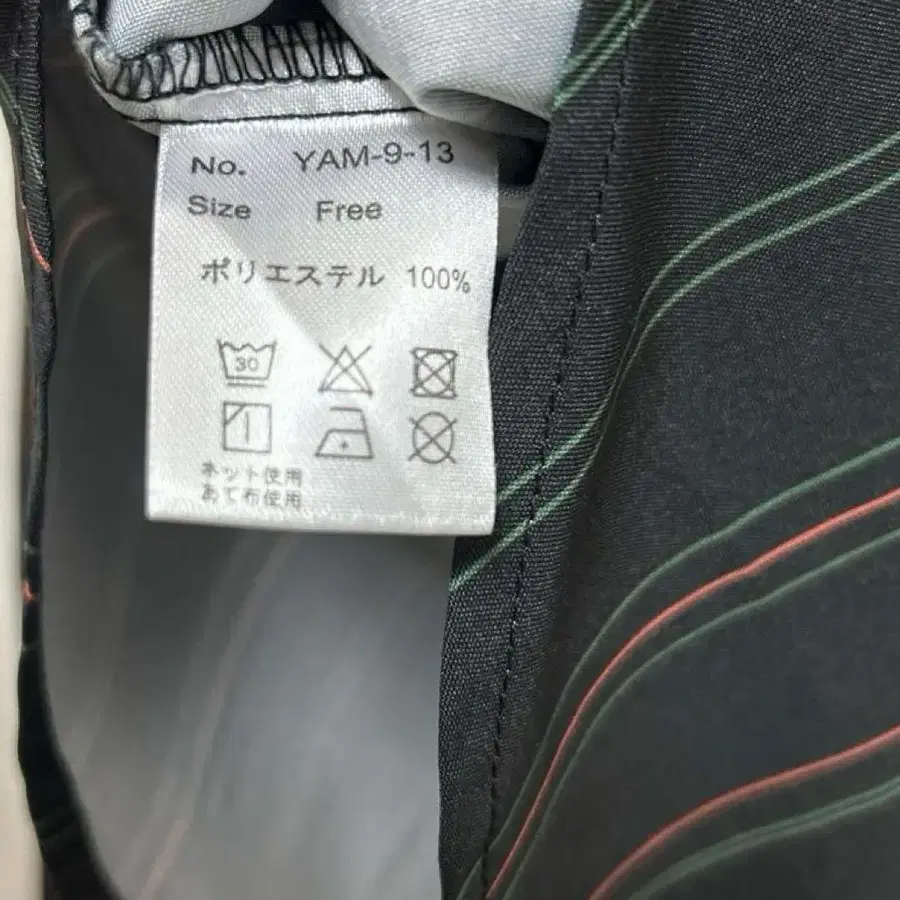 No. YAM-9-13
Size Free
ポリエステル 100%
30
ネット使用
あて布使用